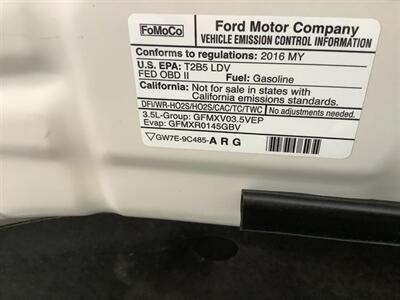 FoMoCo
Ford Motor Company
VEHICLE EMISSION CONTROL INFORMATION
Conforms to regulations: 2016 MY
U.S. EPA: T2B5 LDV
FED OBD II Fuel: Gasoline
California: Not for sale in states with
California emissions standards.
DFI/WR-HO2S/HO2S/CAC/TC/TWC No adjustments needed.
3.5L-Group: GFMXV03.5VEP
Evap: GFMXR0145GBV
GW7E-9C485-A R G